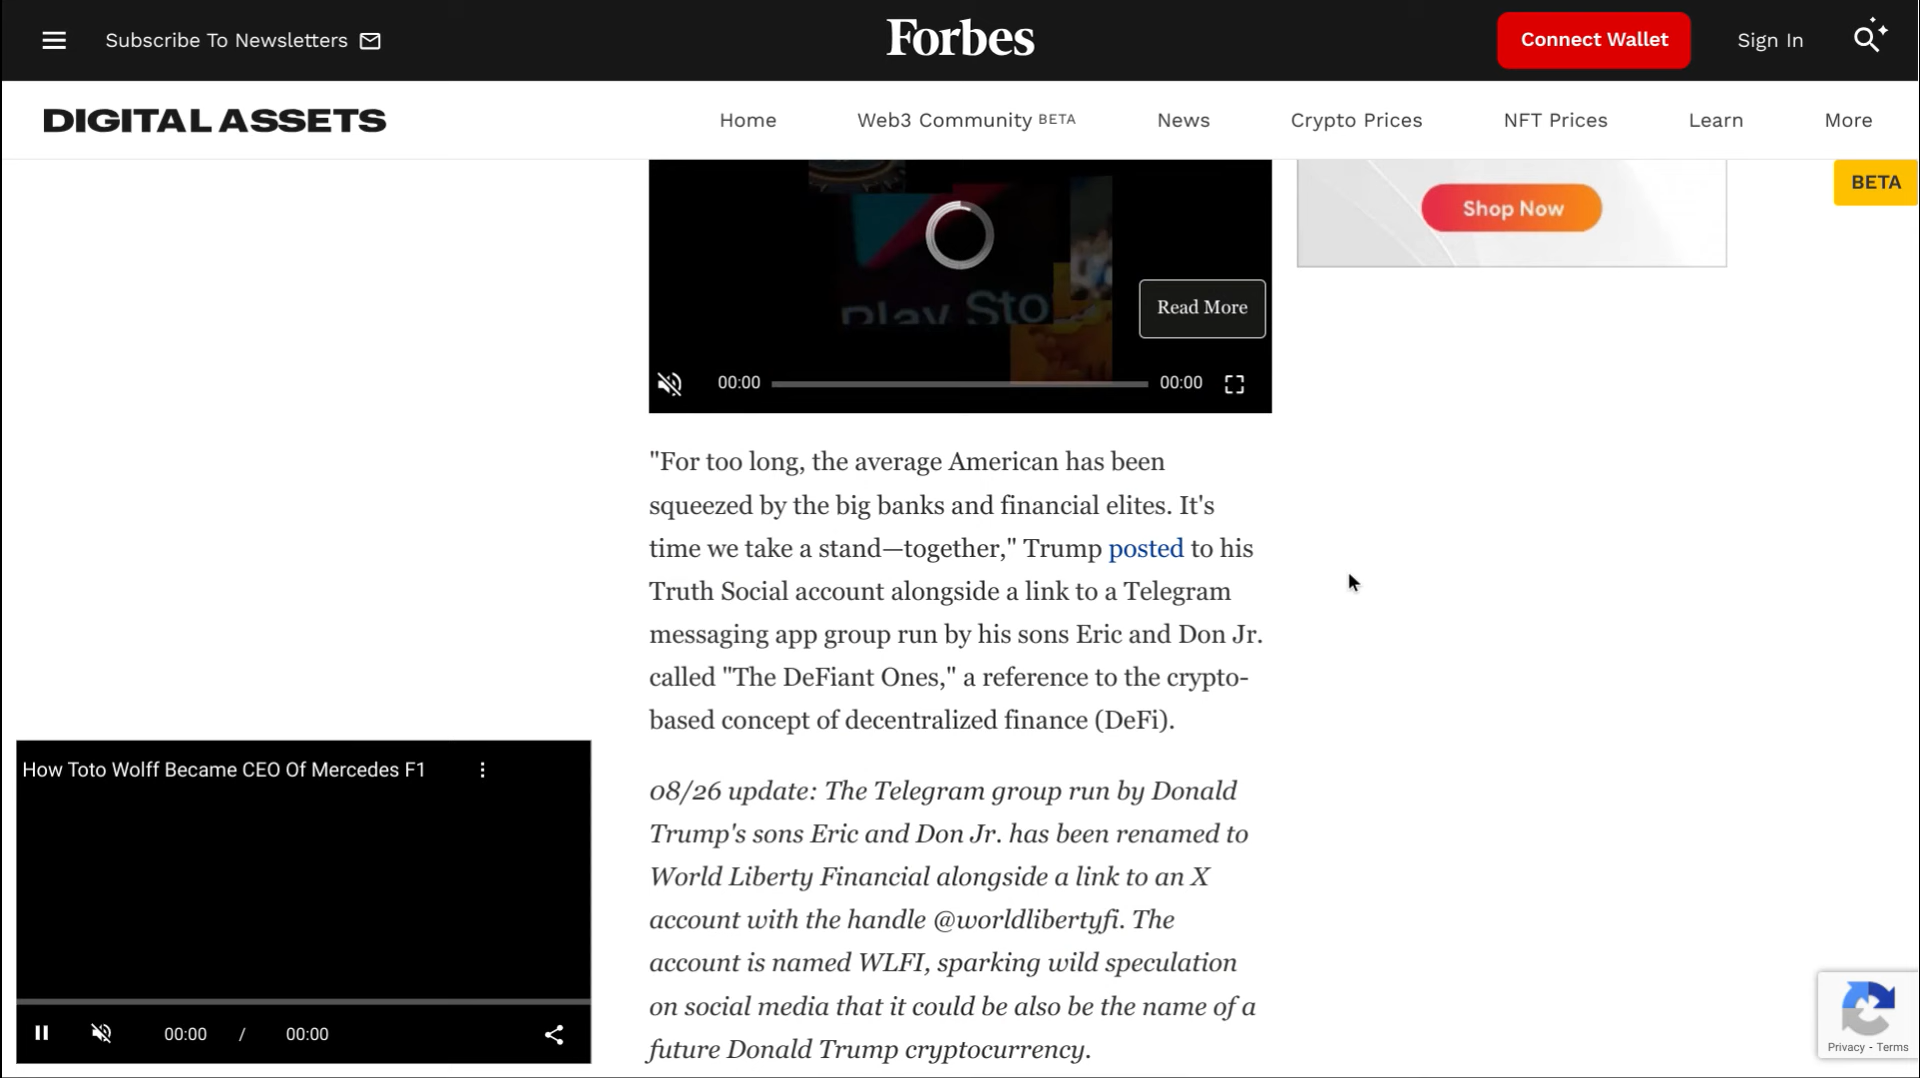 Subscribe To Newsletters
Forbes
Connect Wallet
Sign In
DIGITAL ASSETS
Home
Web3 Community BETA
News
Crypto Prices
NFT Prices
Learn
More
BETA
Shop Now
Play Sto
Read More
00:00
00:00
"For too long, the average American has been
squeezed by the big banks and financial elites. It's
time we take a stand—together," Trump posted to his
Truth Social account alongside a link to a Telegram
messaging app group run by his sons Eric and Don Jr.
called "The DeFiant Ones," a reference to the crypto-
based concept of decentralized finance (DeFi).
08/26 update: The Telegram group run by Donald
Trump's sons Eric and Don Jr. has been renamed to
World Liberty Financial alongside a link to an X
account with the handle @worldlibertyfi. The
account is named WLFI, sparking wild speculation
on social media that it could be also be the name of a
future Donald Trump cryptocurrency.
How Toto Wolff Became CEO Of Mercedes F1
00:00 / 00:00
Privacy - Terms